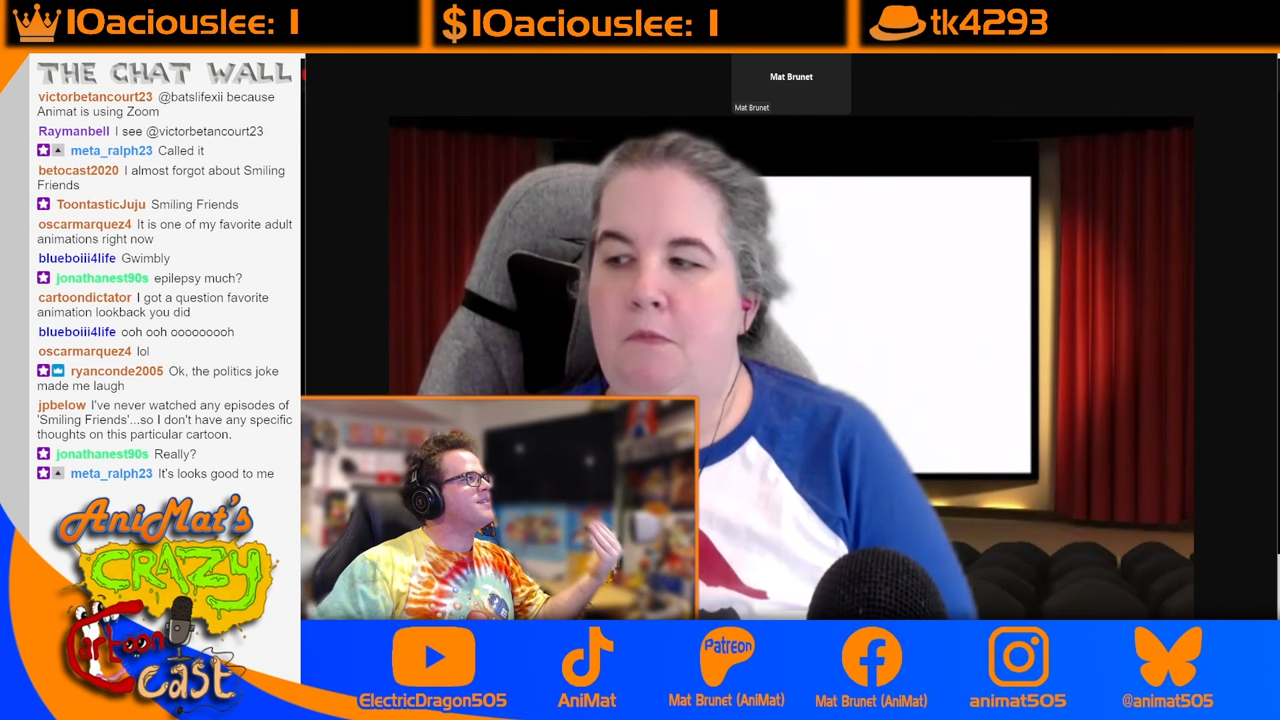 10aciouslee: 1
$10aciouslee: 1
tk4293
THE CHAT WALL
victorbetancourt23 @batslifexii because
Animat is using Zoom
Raymanbell I see @victorbetancourt23
meta_ralph23 Called it
betocast2020 I almost forgot about Smiling
Friends
ToontasticJuju Smiling Friends
oscarmarquez4 It is one of my favorite adult
animations right now
blueboiii4life Gwimbly
jonathanest90s epilepsy much?
cartoondictator I got a question favorite
animation lookback you did
blueboiii4life ooh ooh oooooooh
oscarmarquez4 lol
ryanconde2005 Ok, the politics joke
made me laugh
jpbelow I've never watched any episodes of
'Smiling Friends'...so I don't have any specific
thoughts on this particular cartoon.
jonathanest90s Really?
meta_ralph23 It's looks good to me
AniMat's
CRAZY
Cartoon
Cast
Mat Brunet
Mat Brunet
Patreon
ElectricDragon505
AniMat
Mat Brunet (AniMat)
Mat Brunet (AniMat)
animat505
@animat505